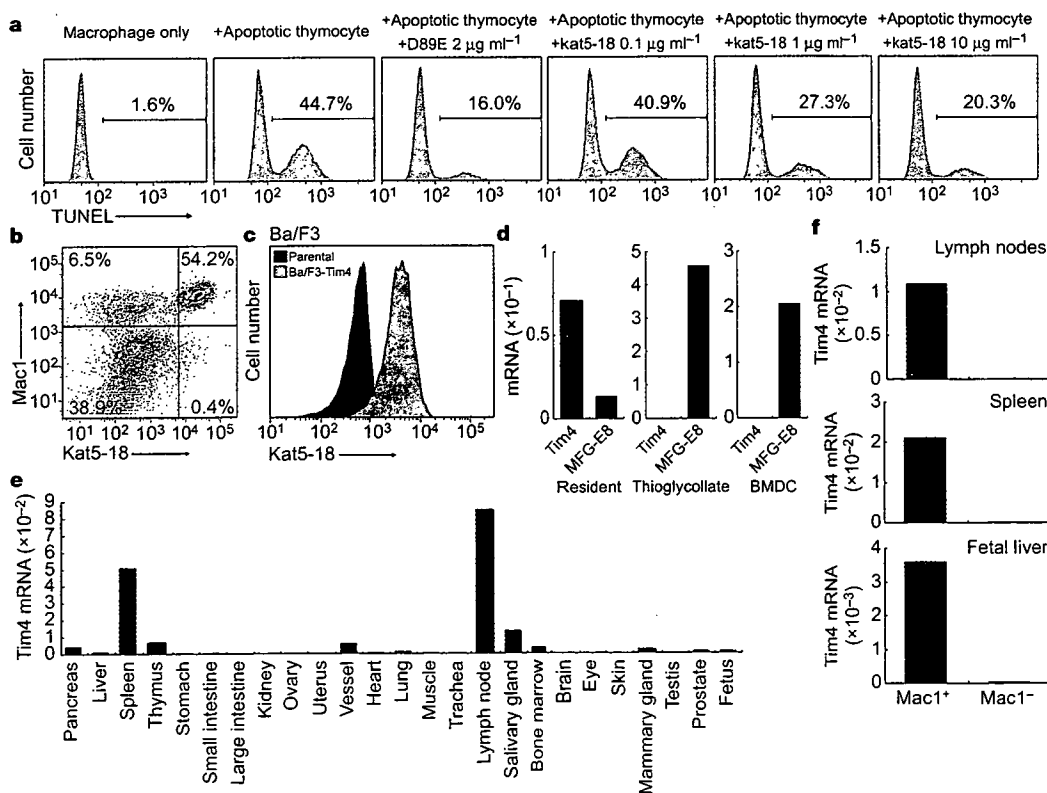 a
Macrophage only
+Apoptotic thymocyte
+Apoptotic thymocyte
+D89E 2 µg ml⁻¹
+Apoptotic thymocyte
+kat5-18 0.1 µg ml⁻¹
+Apoptotic thymocyte
+kat5-18 1 µg ml⁻¹
+Apoptotic thymocyte
+kat5-18 10 µg ml⁻¹
Cell number
1.6%
44.7%
16.0%
40.9%
27.3%
20.3%
10¹ 10² 10³
10¹ 10² 10³
10¹ 10² 10³
10¹ 10² 10³
10¹ 10² 10³
10¹ 10² 10³
TUNEL
b
6.5%
54.2%
38.9%
0.4%
Mac1
10⁵
10⁴
10³
10²
10¹
10¹ 10² 10³ 10⁴ 10⁵
Kat5-18
c
Ba/F3
Parental
Ba/F3-Tim4
Cell number
10² 10³ 10⁴ 10⁵
Kat5-18
d
mRNA (×10⁻¹)
1
0.5
0
5
4
3
2
1
0
3
2
1
0
Tim4
MFG-E8
Tim4
MFG-E8
Tim4
MFG-E8
Resident
Thioglycollate
BMDC
e
Tim4 mRNA (×10⁻²)
9
8
7
6
5
4
3
2
1
0
Pancreas
Liver
Spleen
Thymus
Stomach
Small intestine
Large intestine
Kidney
Ovary
Uterus
Vessel
Heart
Lung
Muscle
Trachea
Lymph node
Salivary gland
Bone marrow
Brain
Eye
Skin
Mammary gland
Testis
Prostate
Fetus
f
Lymph nodes
Tim4 mRNA
(×10⁻²)
1.5
1
0.5
0
Spleen
Tim4 mRNA
(×10⁻²)
3
2
1
0
Fetal liver
Tim4 mRNA
(×10⁻³)
4
3
2
1
0
Mac1⁺
Mac1⁻